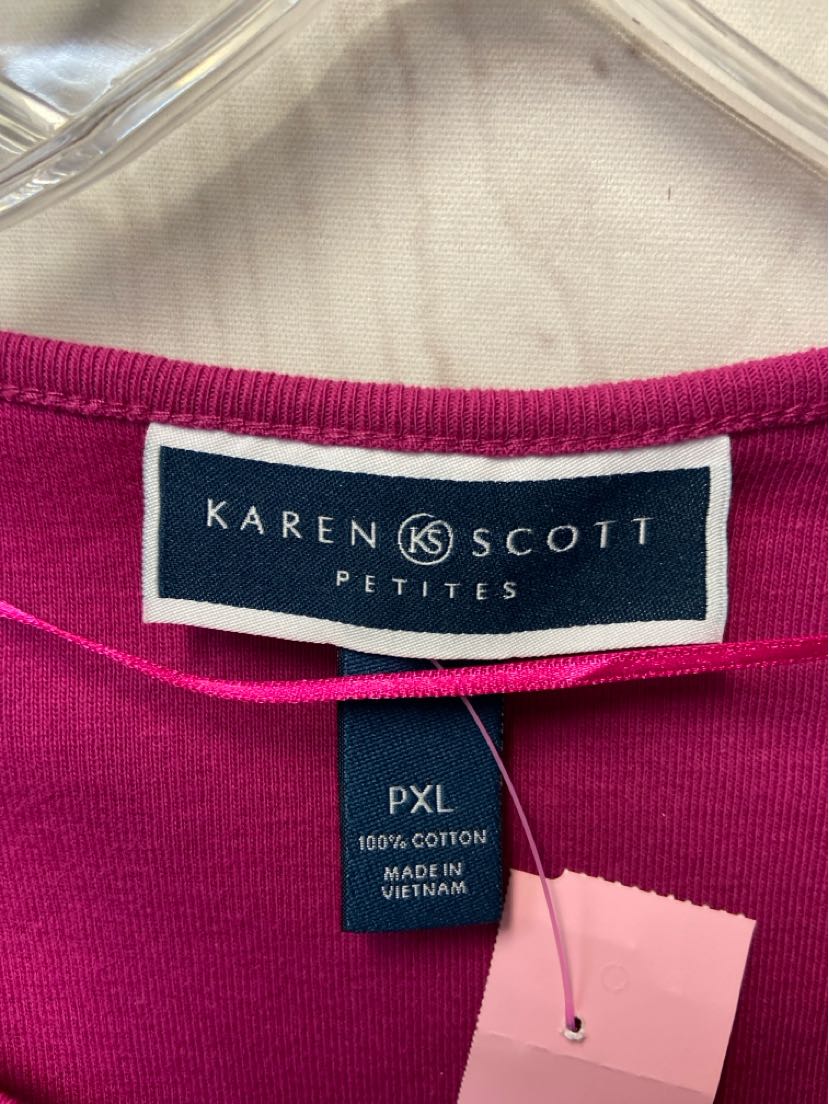 KAREN KS SCOTT
PETITES
PXL
100% COTTON
MADE IN
VIETNAM